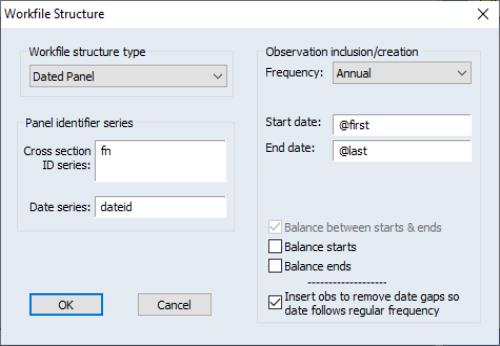 Workfile Structure
Workfile structure type
Dated Panel
Panel identifier series
Cross section
ID series:
fn
Date series:
dateid
OK
Cancel
Observation inclusion/creation
Frequency:
Annual
Start date:
@first
End date:
@last
Balance between starts & ends
Balance starts
Balance ends
-------------------
Insert obs to remove date gaps so
date follows regular frequency